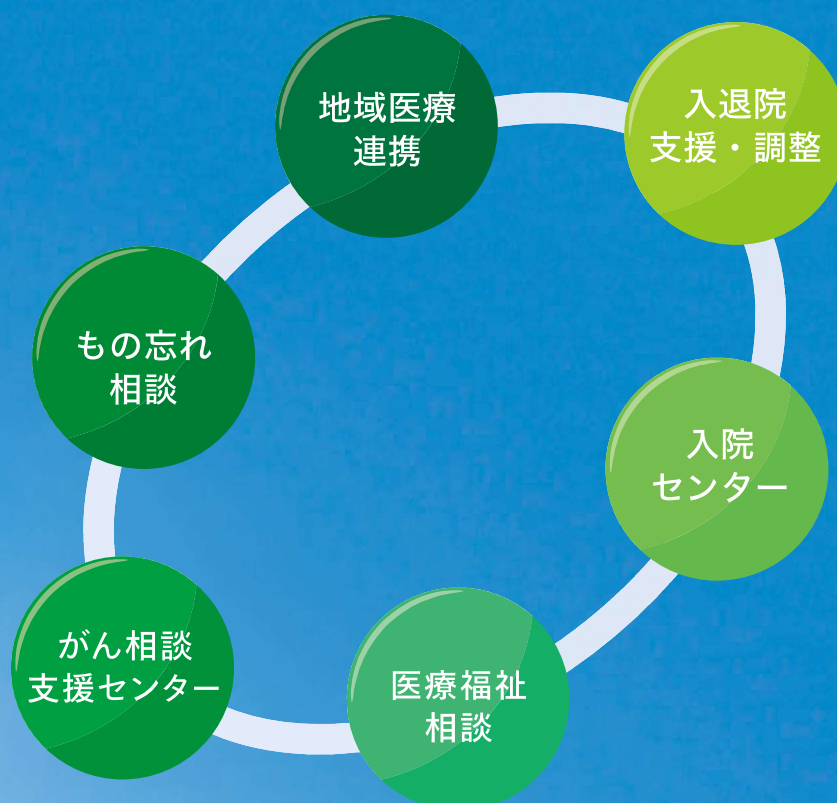 地域医療
連携
入退院
支援・調整
もの忘れ
相談
入院
センター
がん相談
支援センター
医療福祉
相談